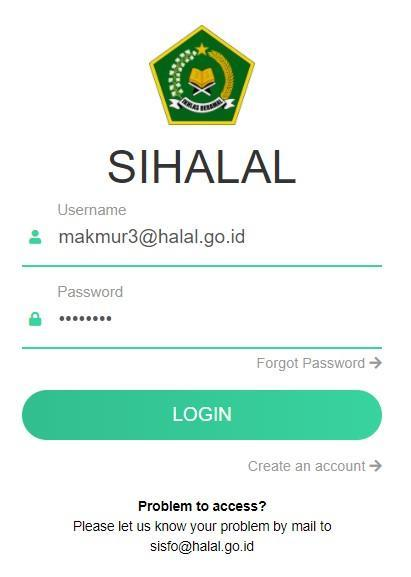 IKHLAS BERAMAL
SIHALAL
Username
makmur3@halal.go.id
Password
••••••••
Forgot Password →
LOGIN
Create an account →
Problem to access?
Please let us know your problem by mail to
sisfo@halal.go.id